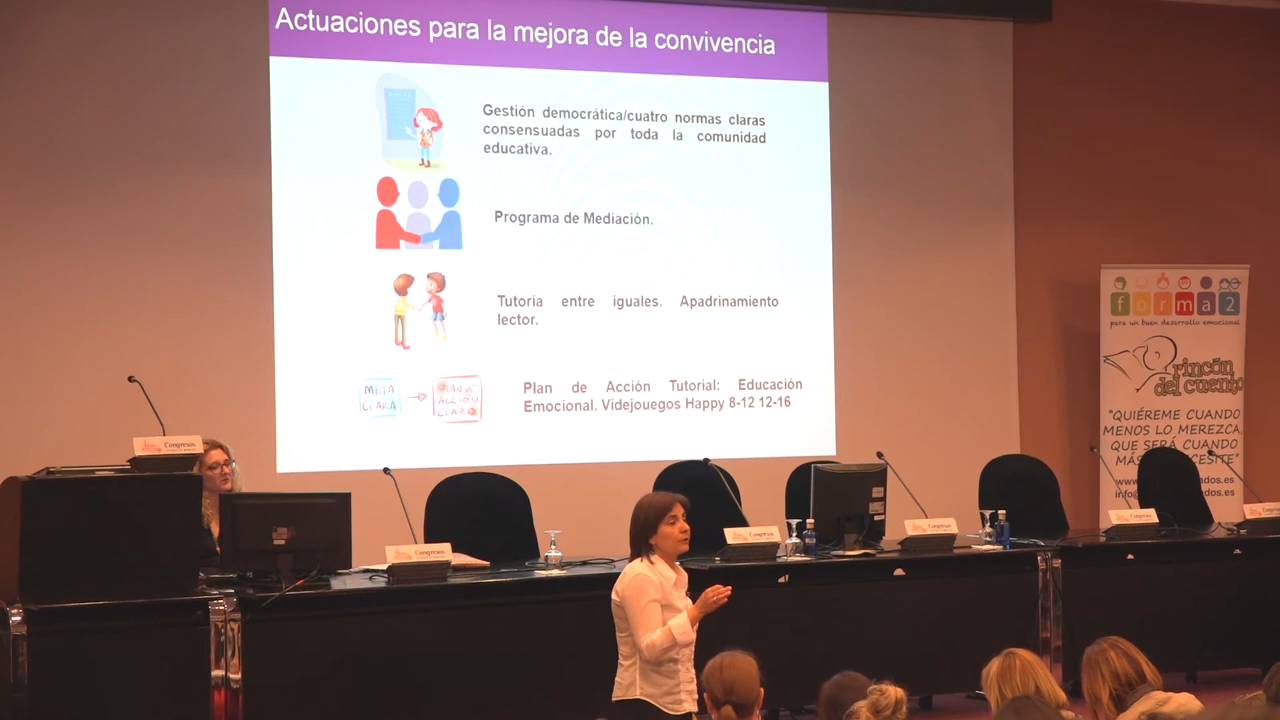 Actuaciones para la mejora de la convivencia
Gestión democrática/cuatro normas claras
consensuadas por toda la comunidad
educativa.
Programa de Mediación.
Tutoría entre iguales. Apadrinamiento
lector.
META
CLARA
PLAN DE
ACCIÓN
CLARO
Plan de Acción Tutorial: Educación
Emocional. Videjouegos Happy 8-12 12-16
forma2
para un buen desarrollo emocional
rincón
del cuento
"QUIÉREME CUANDO
MENOS LO MEREZCA
QUE SERÁ CUANDO
Congresos
Congresos
Congresos
Congresos
Congresos
Congresos